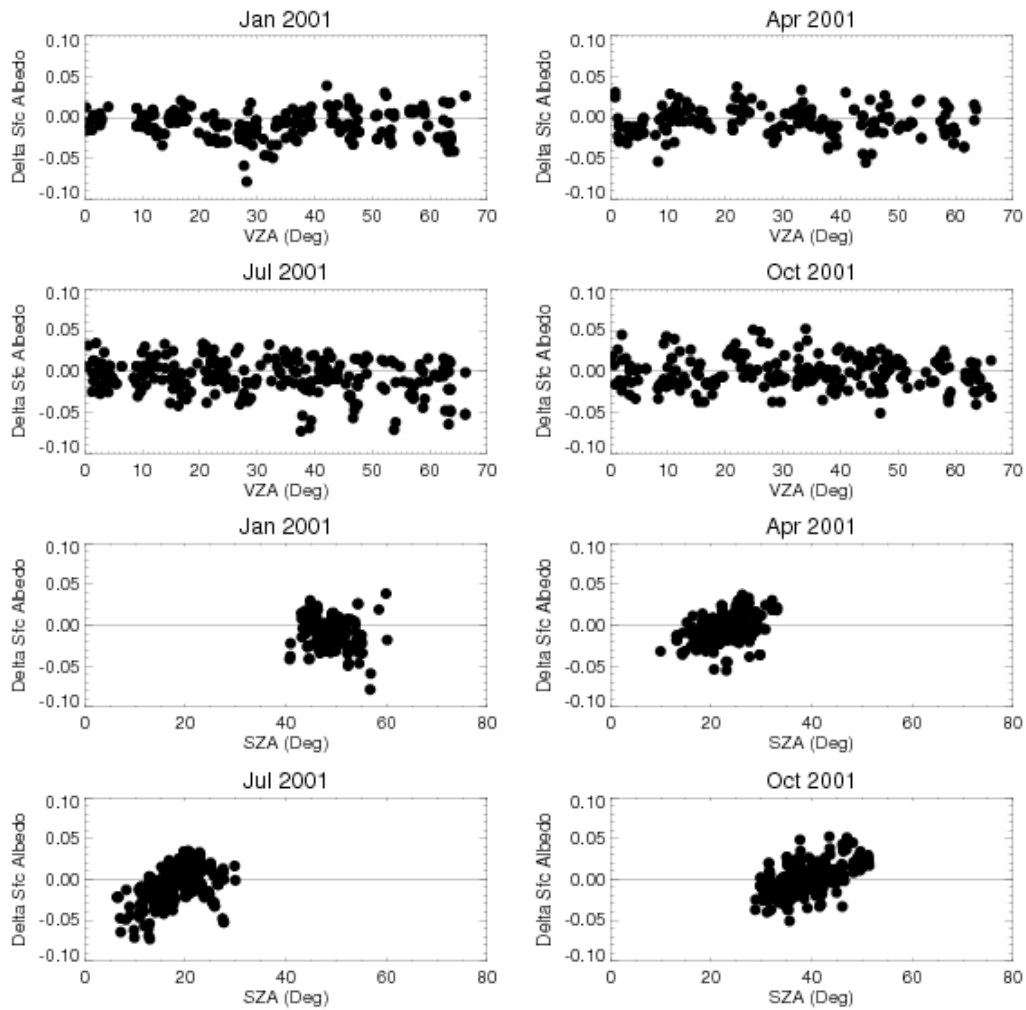 Jan 2001
Delta Sfc Albedo
0.10
0.05
0.00
-0.05
-0.10
0 10 20 30 40 50 60 70
VZA (Deg)
Apr 2001
Delta Sfc Albedo
0.10
0.05
0.00
-0.05
-0.10
0 10 20 30 40 50 60 70
VZA (Deg)
Jul 2001
Delta Sfc Albedo
0.10
0.05
0.00
-0.05
-0.10
0 10 20 30 40 50 60 70
VZA (Deg)
Oct 2001
Delta Sfc Albedo
0.10
0.05
0.00
-0.05
-0.10
0 10 20 30 40 50 60 70
VZA (Deg)
Jan 2001
Delta Sfc Albedo
0.10
0.05
0.00
-0.05
-0.10
0 20 40 60 80
SZA (Deg)
Apr 2001
Delta Sfc Albedo
0.10
0.05
0.00
-0.05
-0.10
0 20 40 60 80
SZA (Deg)
Jul 2001
Delta Sfc Albedo
0.10
0.05
0.00
-0.05
-0.10
0 20 40 60 80
SZA (Deg)
Oct 2001
Delta Sfc Albedo
0.10
0.05
0.00
-0.05
-0.10
0 20 40 60 80
SZA (Deg)